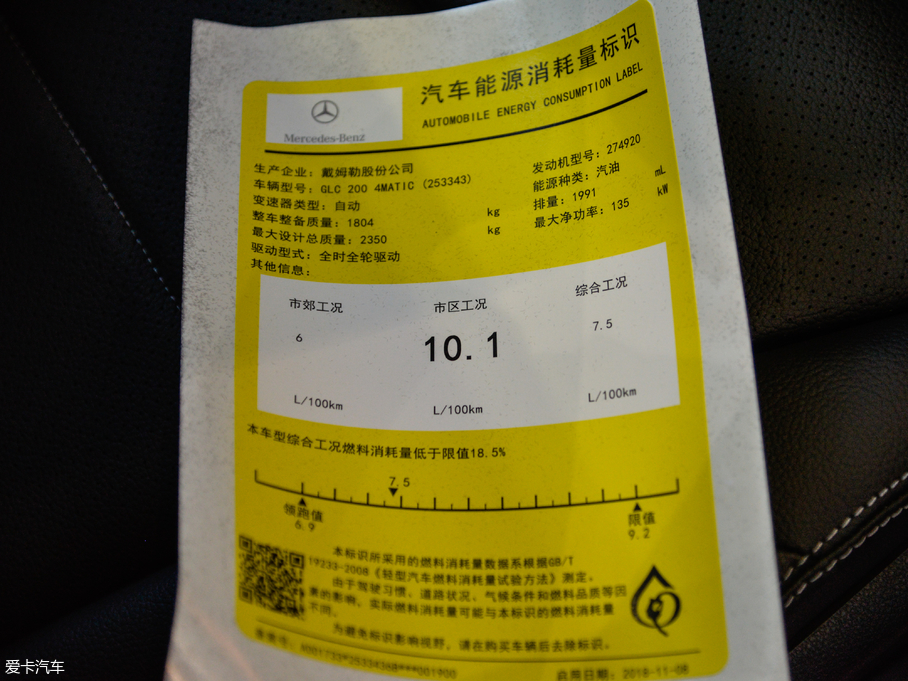 汽车能源消耗量标识
AUTOMOBILE ENERGY CONSUMPTION LABEL
Mercedes-Benz
生产企业：戴姆勒股份公司
车辆型号：GLC 200 4MATIC (253343)
变速器类型：自动
整车整备质量：1804 kg
最大设计总质量：2350 kg
驱动型式：全时全轮驱动
其他信息：
发动机型号：274920
能源种类：汽油
排量：1991 mL
最大净功率：135 kW
市郊工况 市区工况 综合工况
6 10.1 7.5
L/100km L/100km L/100km
本车型综合工况燃料消耗量低于限值18.5%
7.5
领跑值 限值
6.9 9.2
本标识所采用的燃料消耗量数据系根据GB/T
19233-2008《轻型汽车燃料消耗量试验方法》测定。
由于驾驶习惯、道路状况、气候条件和燃料品质等因
素的影响，实际燃料消耗量可能与本标识的燃料消耗量
不同。
为避免标识影响视野，请在购买车辆后去除标识。
启用日期：2018-11-08
爱卡汽车